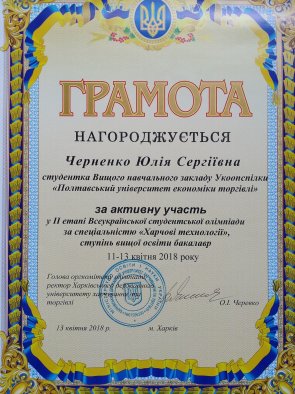 ГРАМОТА
НАГОРОДЖУЄТЬСЯ
Черненко Юлія Сергіївна
студентка Вищого навчального закладу Укоопспілки
«Полтавський університет економіки торгівлі»
за активну участь
у ІІ етапі Всеукраїнської студентської олімпіади
за спеціальністю «Харчові технології»,
ступінь вищої освіти бакалавр
11-13 квітня 2018 року
Голова оргкомітету олімпіади
ректор Харківського державного
університету харчування та
торгівлі
О.І. Черевко
13 квітня 2018 р.
м. Харків